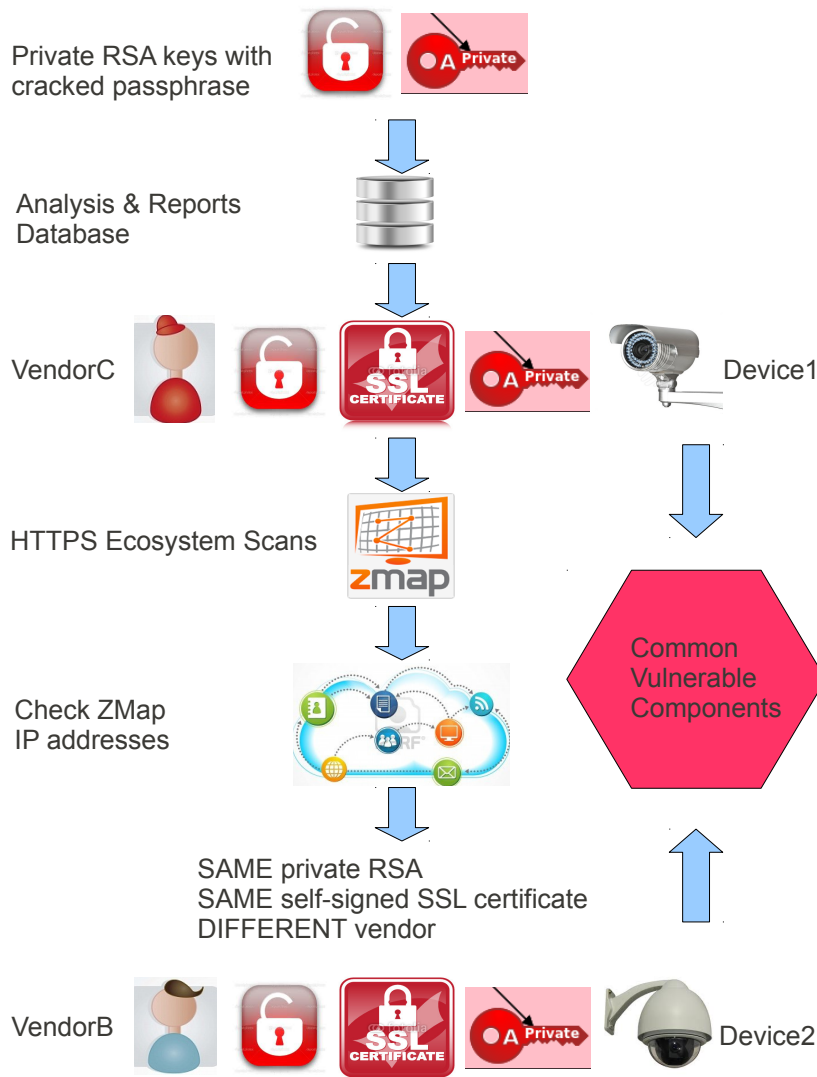 Private RSA keys with
cracked passphrase
A Private
Analysis & Reports
Database
VendorC
SSL
CERTIFICATE
A Private
Device1
HTTPS Ecosystem Scans
zmap
Common
Vulnerable
Components
Check ZMap
IP addresses
SAME private RSA
SAME self-signed SSL certificate
DIFFERENT vendor
VendorB
SSL
CERTIFICATE
A Private
Device2